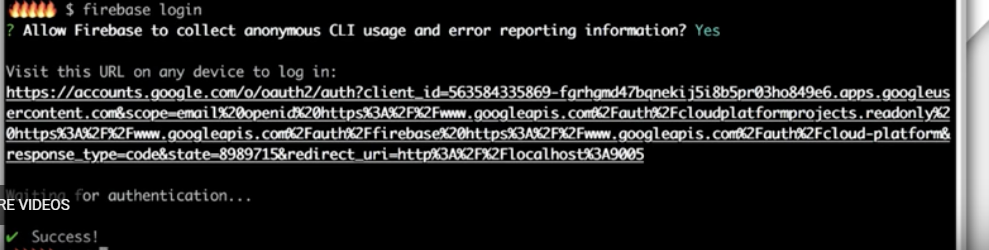 🔥🔥🔥🔥🔥 $ firebase login
? Allow Firebase to collect anonymous CLI usage and error reporting information? Yes
Visit this URL on any device to log in:
https://accounts.google.com/o/oauth2/auth?client_id=563584335869-fgrhgmd47bqnekij5i8b5pr03ho849e6.apps.googleus
ercontent.com&scope=email%20openid%20https%3A%2F%2Fwww.googleapis.com%2Fauth%2Fcloudplatformprojects.readonly%2
0https%3A%2F%2Fwww.googleapis.com%2Fauth%2Ffirebase%20https%3A%2F%2Fwww.googleapis.com%2Fauth%2Fcloud-platform&
response_type=code&state=8989715&redirect_uri=http%3A%2F%2Flocalhost%3A9005
Waiting for authentication...
RE VIDEOS
✔ Success!